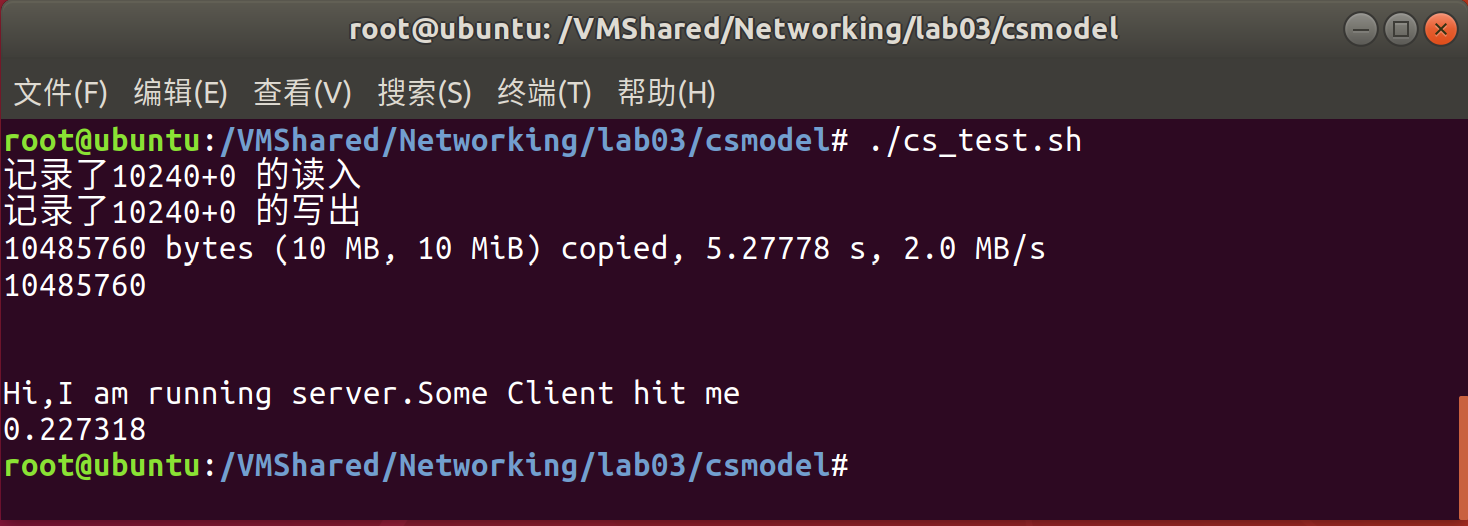 root@ubuntu: /VMShared/Networking/lab03/csmodel
文件(F) 编辑(E) 查看(V) 搜索(S) 终端(T) 帮助(H)
root@ubuntu:/VMShared/Networking/lab03/csmodel# ./cs_test.sh
记录了10240+0 的读入
记录了10240+0 的写出
10485760 bytes (10 MB, 10 MiB) copied, 5.27778 s, 2.0 MB/s
10485760
Hi,I am running server.Some Client hit me
0.227318
root@ubuntu:/VMShared/Networking/lab03/csmodel#